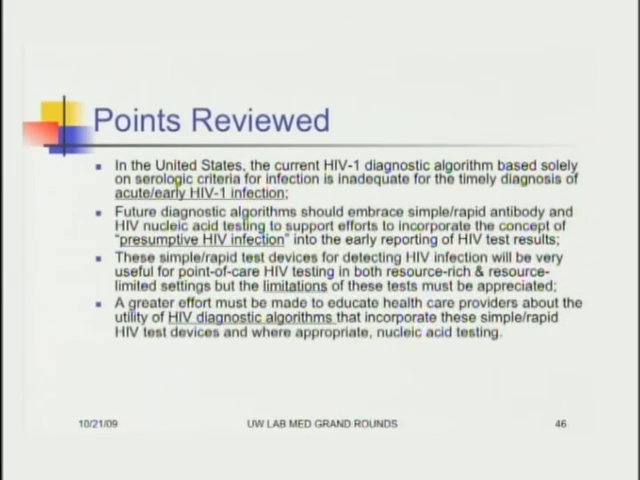 Points Reviewed
In the United States, the current HIV-1 diagnostic algorithm based solely
on serologic criteria for infection is inadequate for the timely diagnosis of
acute/early HIV-1 infection;
Future diagnostic algorithms should embrace simple/rapid antibody and
HIV nucleic acid testing to support efforts to incorporate the concept of
"presumptive HIV infection" into the early reporting of HIV test results;
These simple/rapid test devices for detecting HIV infection will be very
useful for point-of-care HIV testing in both resource-rich & resource-
limited settings but the limitations of these tests must be appreciated;
A greater effort must be made to educate health care providers about the
utility of HIV diagnostic algorithms that incorporate these simple/rapid
HIV test devices and where appropriate, nucleic acid testing.
10/21/09
UW LAB MED GRAND ROUNDS
46